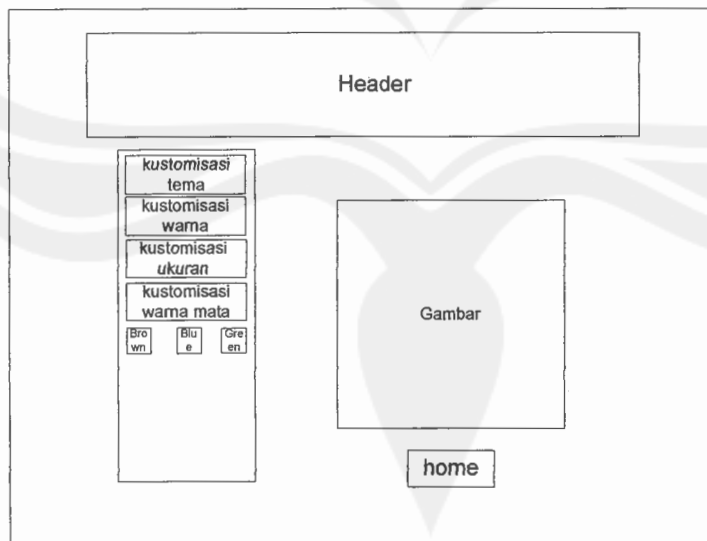 Header
kustomisasi
tema
kustomisasi
warna
kustomisasi
ukuran
kustomisasi
warna mata
Bro
wn
Blu
e
Gre
en
Gambar
home